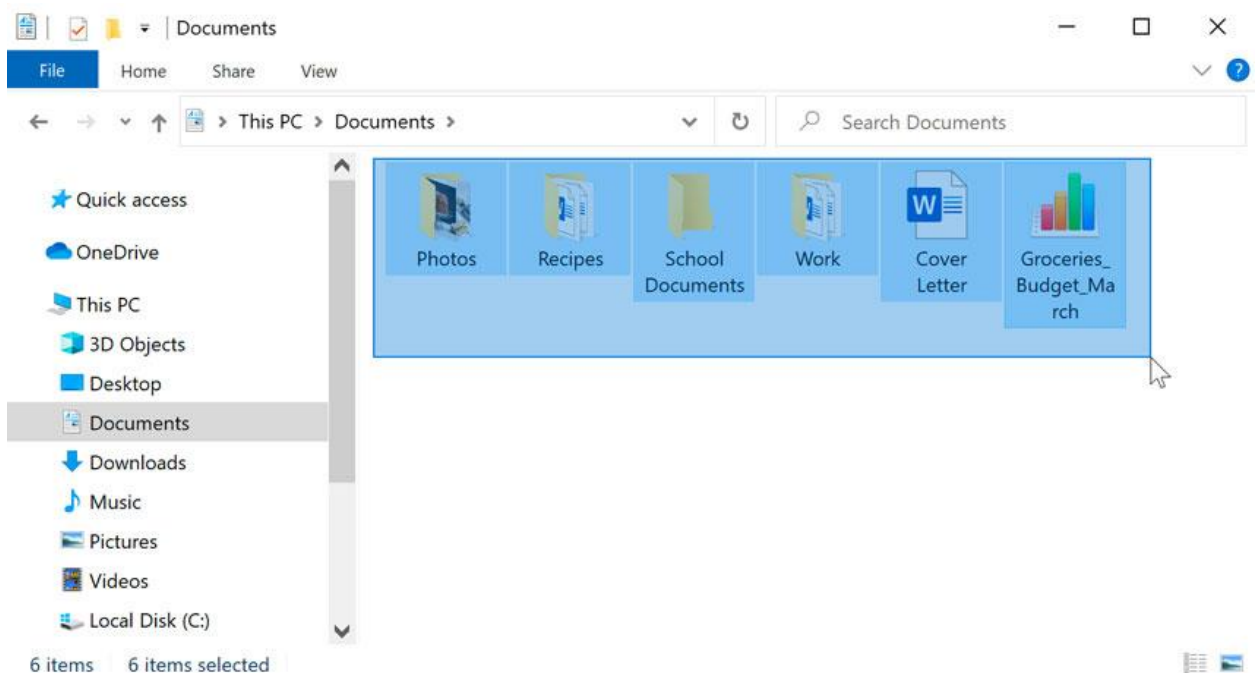 Documents
File Home Share View
?
This PC > Documents >
Search Documents
Quick access
OneDrive
This PC
3D Objects
Desktop
Documents
Downloads
Music
Pictures
Videos
Local Disk (C:)
Photos
Recipes
School
Documents
Work
W
Cover
Letter
Groceries_
Budget_Ma
rch
6 items 6 items selected